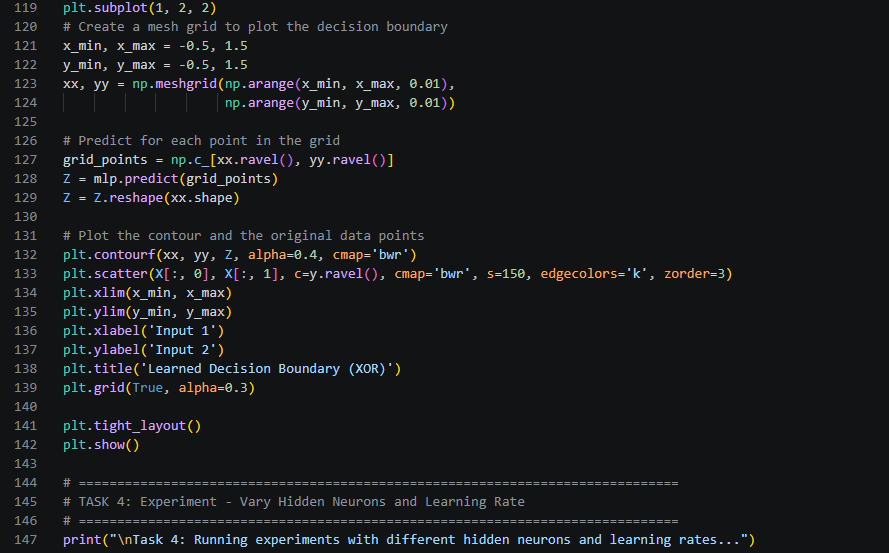 119 plt.subplot(1, 2, 2)
120 # Create a mesh grid to plot the decision boundary
121 x_min, x_max = -0.5, 1.5
122 y_min, y_max = -0.5, 1.5
123 xx, yy = np.meshgrid(np.arange(x_min, x_max, 0.01),
124                      np.arange(y_min, y_max, 0.01))
125
126 # Predict for each point in the grid
127 grid_points = np.c_[xx.ravel(), yy.ravel()]
128 Z = mlp.predict(grid_points)
129 Z = Z.reshape(xx.shape)
130
131 # Plot the contour and the original data points
132 plt.contourf(xx, yy, Z, alpha=0.4, cmap='bwr')
133 plt.scatter(X[:, 0], X[:, 1], c=y.ravel(), cmap='bwr', s=150, edgecolors='k', zorder=3)
134 plt.xlim(x_min, x_max)
135 plt.ylim(y_min, y_max)
136 plt.xlabel('Input 1')
137 plt.ylabel('Input 2')
138 plt.title('Learned Decision Boundary (XOR)')
139 plt.grid(True, alpha=0.3)
140
141 plt.tight_layout()
142 plt.show()
143
144 # =============================================================================
145 # TASK 4: Experiment - Vary Hidden Neurons and Learning Rate
146 # =============================================================================
147 print("\nTask 4: Running experiments with different hidden neurons and learning rates...")